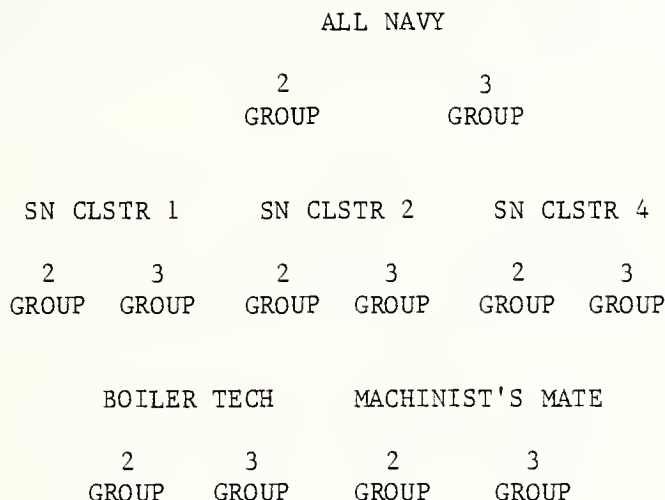 ALL NAVY
2 3
GROUP GROUP
SN CLSTR 1 SN CLSTR 2 SN CLSTR 4
2 3 2 3 2 3
GROUP GROUP GROUP GROUP GROUP GROUP
BOILER TECH MACHINIST'S MATE
2 3 2 3
GROUP GROUP GROUP GROUP